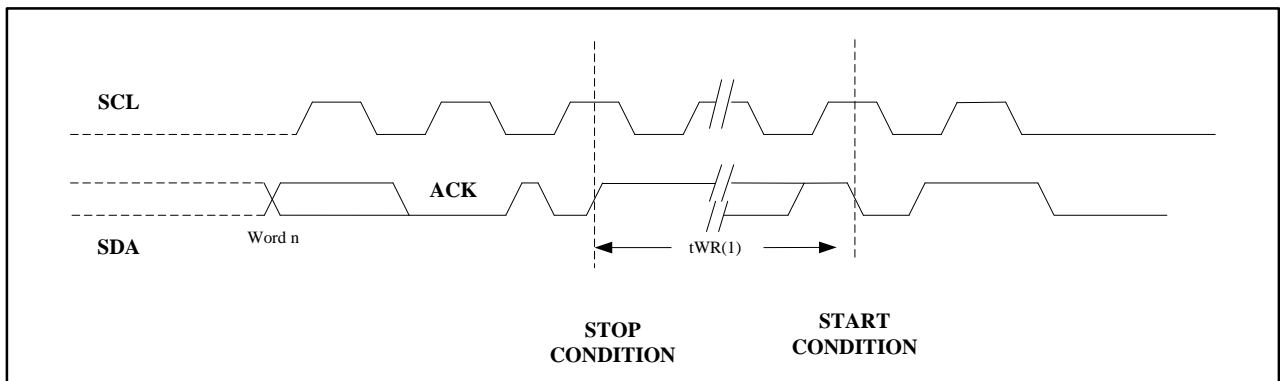 SCL
ACK
Word n
SDA
tWR(1)
STOP
CONDITION
START
CONDITION